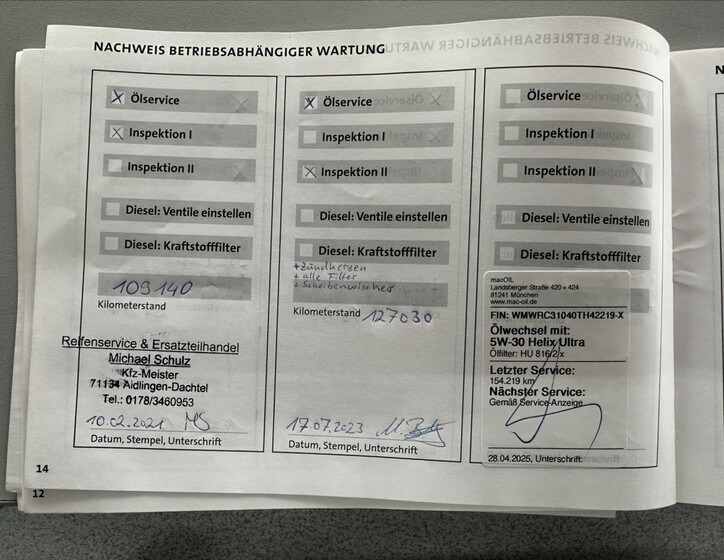 NACHWEIS BETRIEBSABHÄNGIGER WARTUNG
Ölservice
Inspektion I
Inspektion II
Diesel: Ventile einstellen
Diesel: Kraftstofffilter
109140
Kilometerstand
Reifenservice & Ersatzteilhandel
Michael Schulz
Kfz-Meister
71134 Aidlingen-Dachtel
Tel.: 0178/3460953
10.02.2021 MS
Datum, Stempel, Unterschrift
Ölservice
Inspektion I
Inspektion II
Diesel: Ventile einstellen
Diesel: Kraftstofffilter
+Zündkerzen
+alle Filter
+Scheibenwischer
Kilometerstand 127030
17.07.2023
Datum, Stempel, Unterschrift
Ölservice
Inspektion I
Inspektion II
Diesel: Ventile einstellen
Diesel: Kraftstofffilter
macOIL
Landsberger Straße 420 + 424
81241 München
www.mac-oil.de
FIN: WMWRC31040TH42219-X
Ölwechsel mit:
5W-30 Helix Ultra
Ölfilter: HU 816/2 x
Letzter Service:
154.219 km
Nächster Service:
Gemäß Service-Anzeige
28.04.2025, Unterschrift:
14
12
N